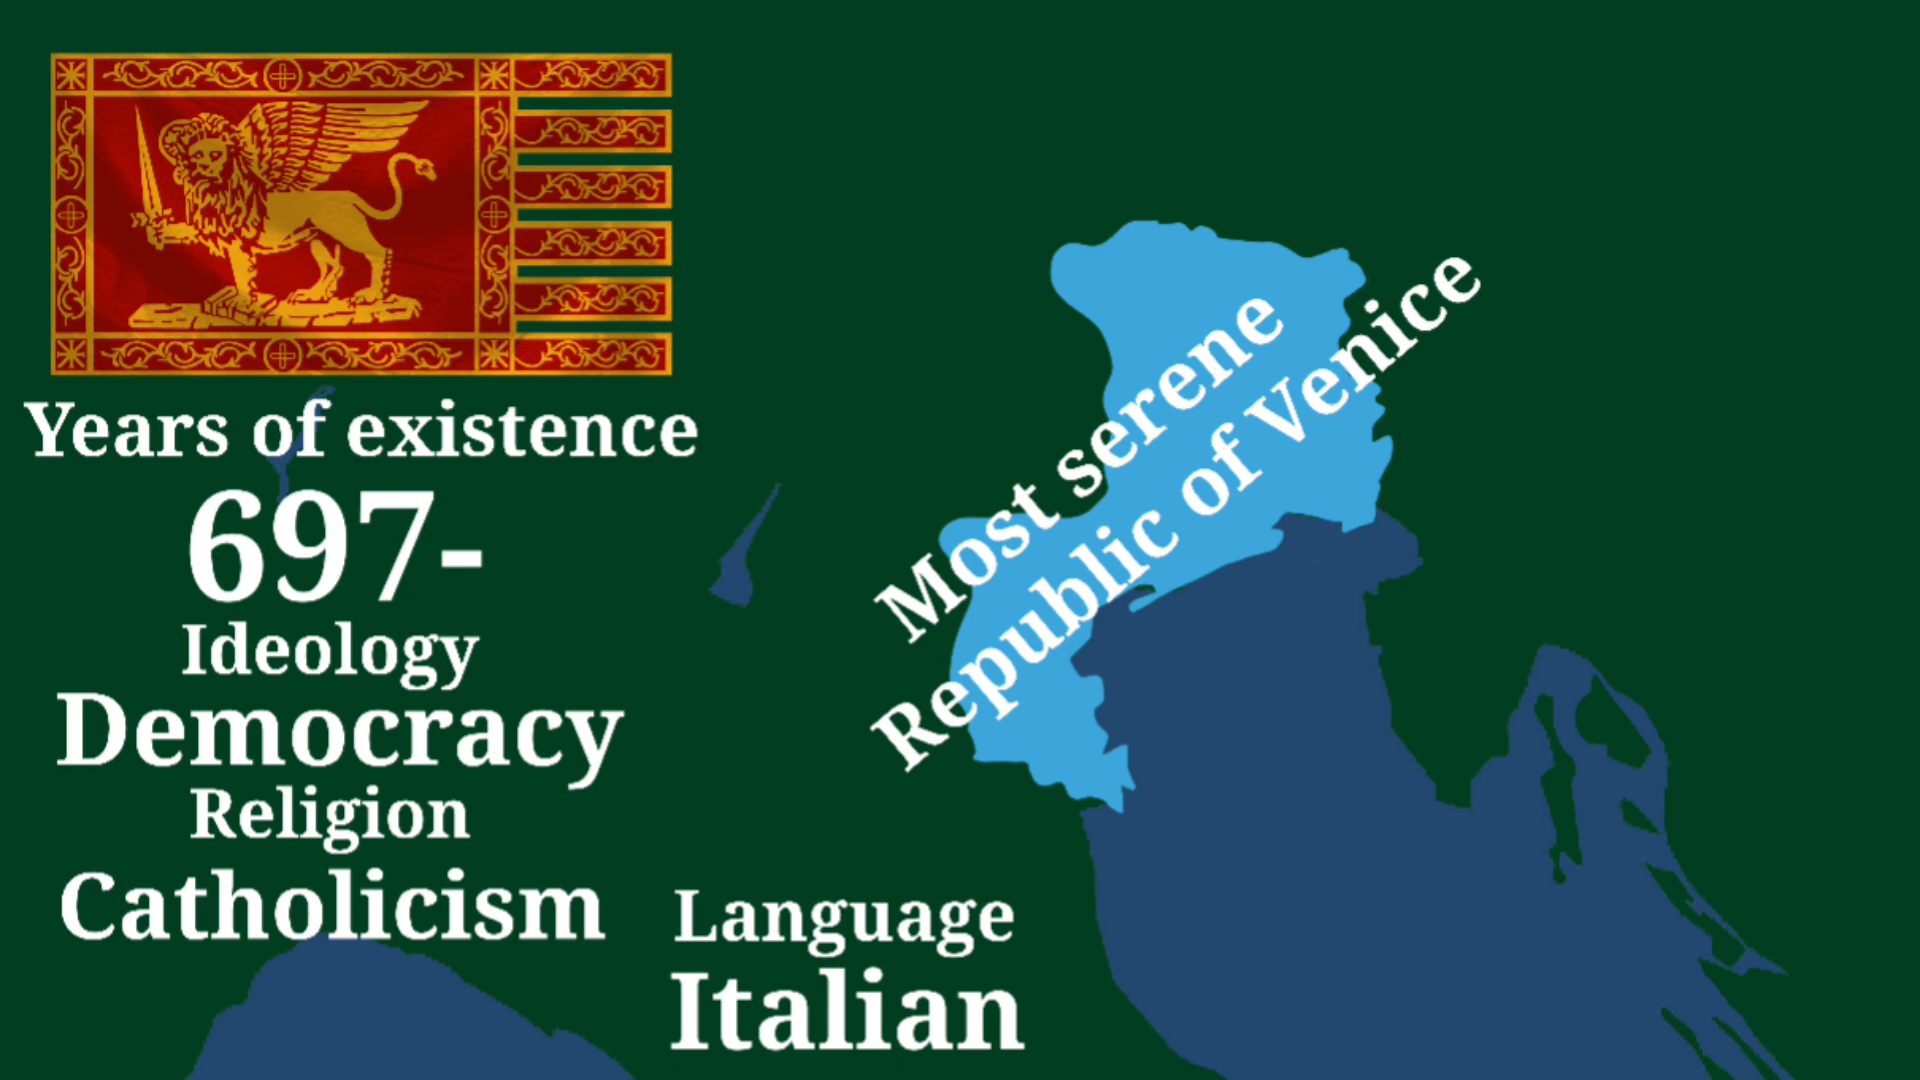 Years of existence
697-
Ideology
Democracy
Religion
Catholicism
Language
Italian
Most serene
Republic of Venice